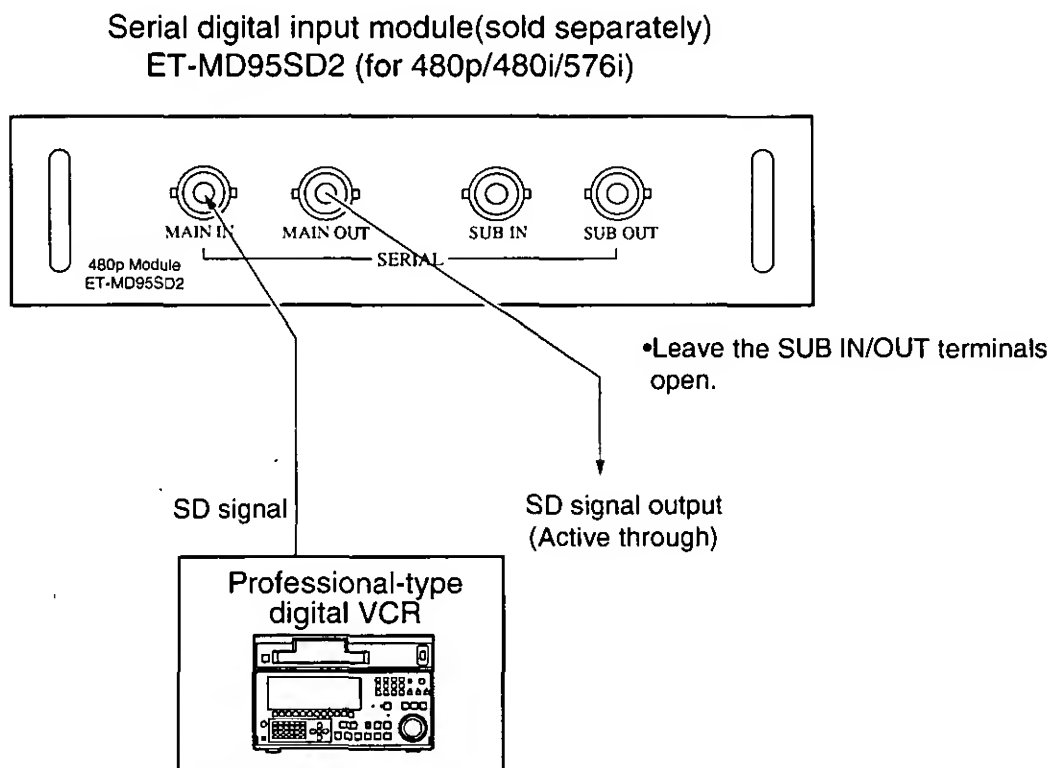 Serial digital input module(sold separately)
ET-MD95SD2 (for 480p/480i/576i)
MAIN IN
MAIN OUT
SUB IN
SUB OUT
SERIAL
480p Module
ET-MD95SD2
•Leave the SUB IN/OUT terminals
open.
SD signal
SD signal output
(Active through)
Professional-type
digital VCR